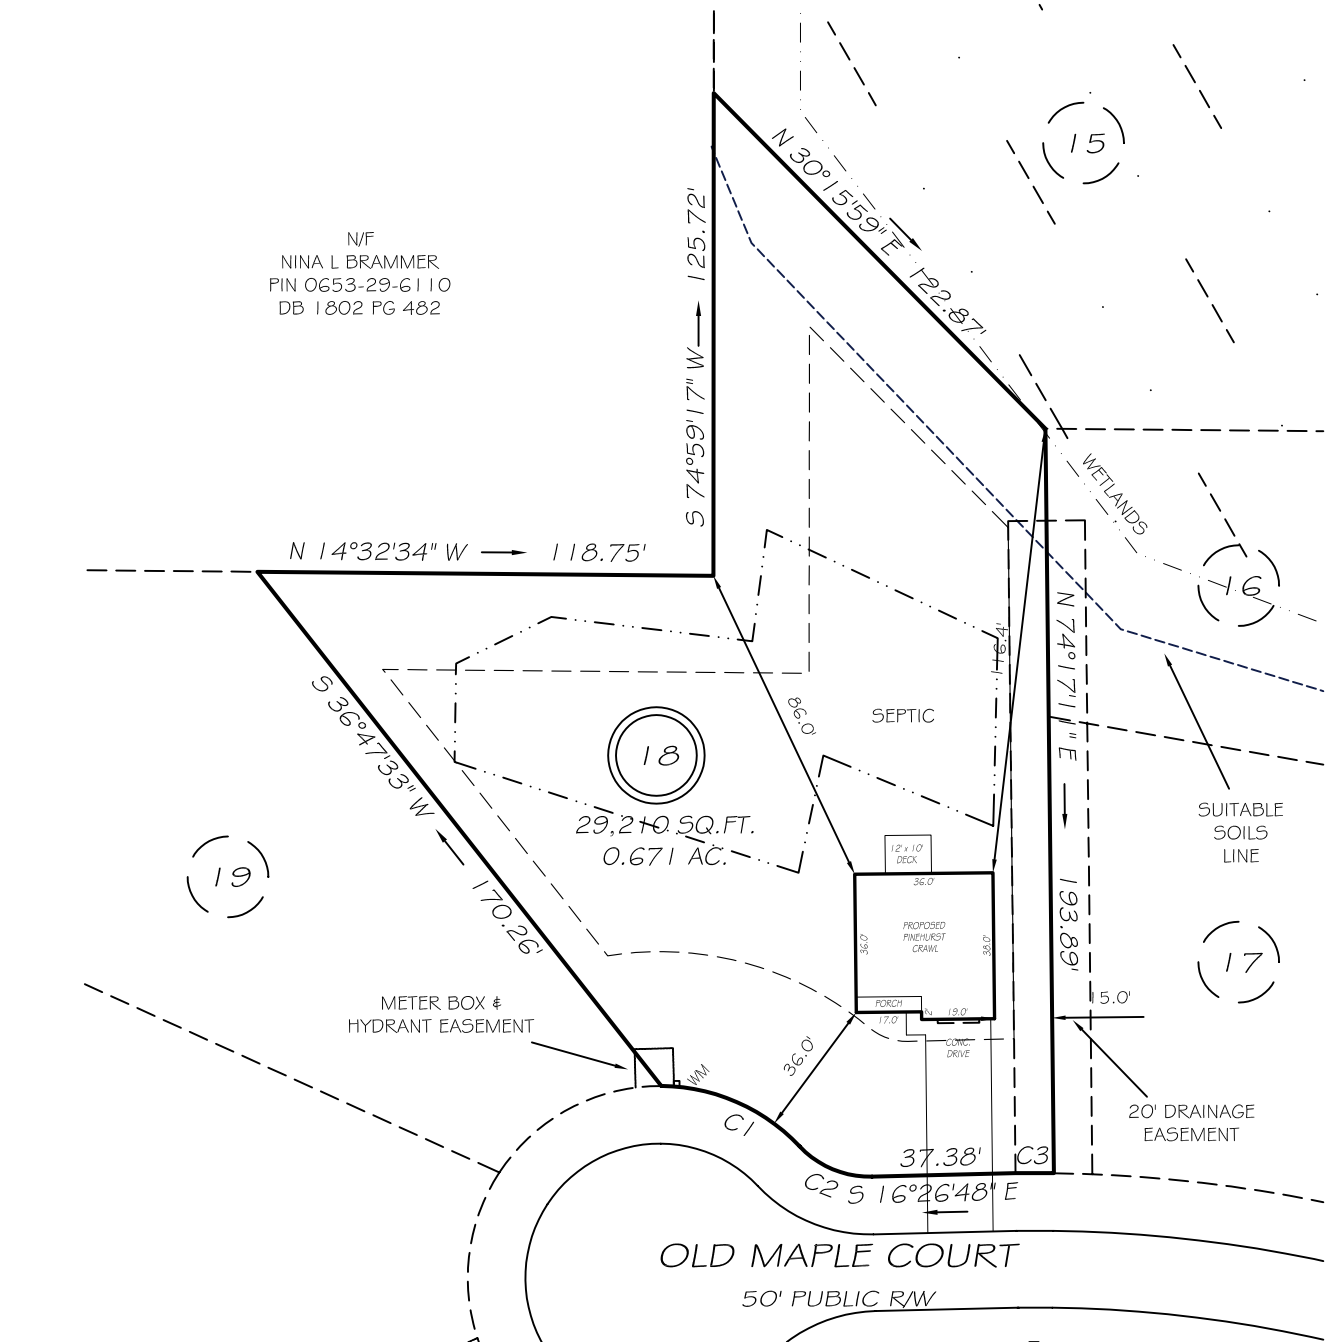 15
N 30°15'59" E 122.87'
N/F
NINA L BRAMMER
PIN 0653-29-6110
DB 1802 PG 482
S 74°59'17" W 125.72'
WETLANDS
N 14°32'34" W 118.75'
16
N 74°17'11" E 193.89'
116.4'
S 36°47'33" W 170.26'
86.0'
SEPTIC
18
29,210 SQ.FT.
0.671 AC.
SUITABLE
SOILS
LINE
19
12' x 10'
DECK
36.0'
PROPOSED
PINEHURST
CRAWL
36.0'
38.0'
17
PORCH
17.0'
2'
19.0'
15.0'
METER BOX &
HYDRANT EASEMENT
CONC.
DRIVE
36.0'
WM
20' DRAINAGE
EASEMENT
C1
C2
37.38'
C3
S 16°26'48" E
OLD MAPLE COURT
50' PUBLIC R/W